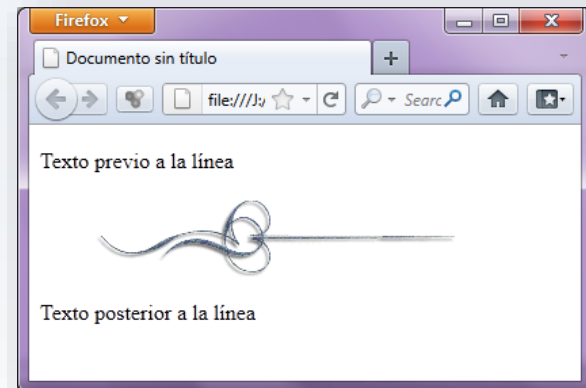 Firefox
Documento sin título
file:///J:/
Searc
Texto previo a la línea
Texto posterior a la línea